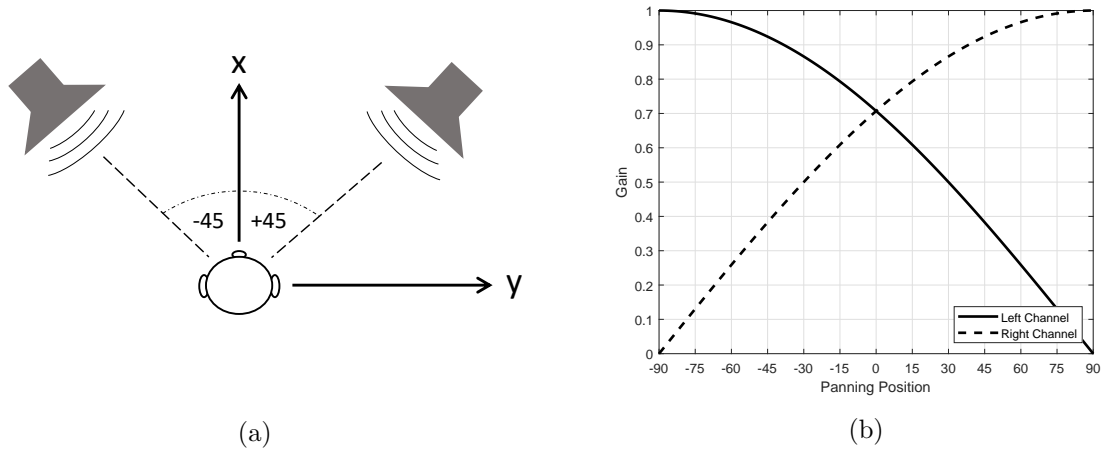 x
-45
+45
y
(a)
1
0.9
0.8
0.7
0.6
0.5
0.4
0.3
0.2
0.1
0
Gain
Left Channel
Right Channel
-90 -75 -60 -45 -30 -15 0 15 30 45 60 75 90
Panning Position
(b)